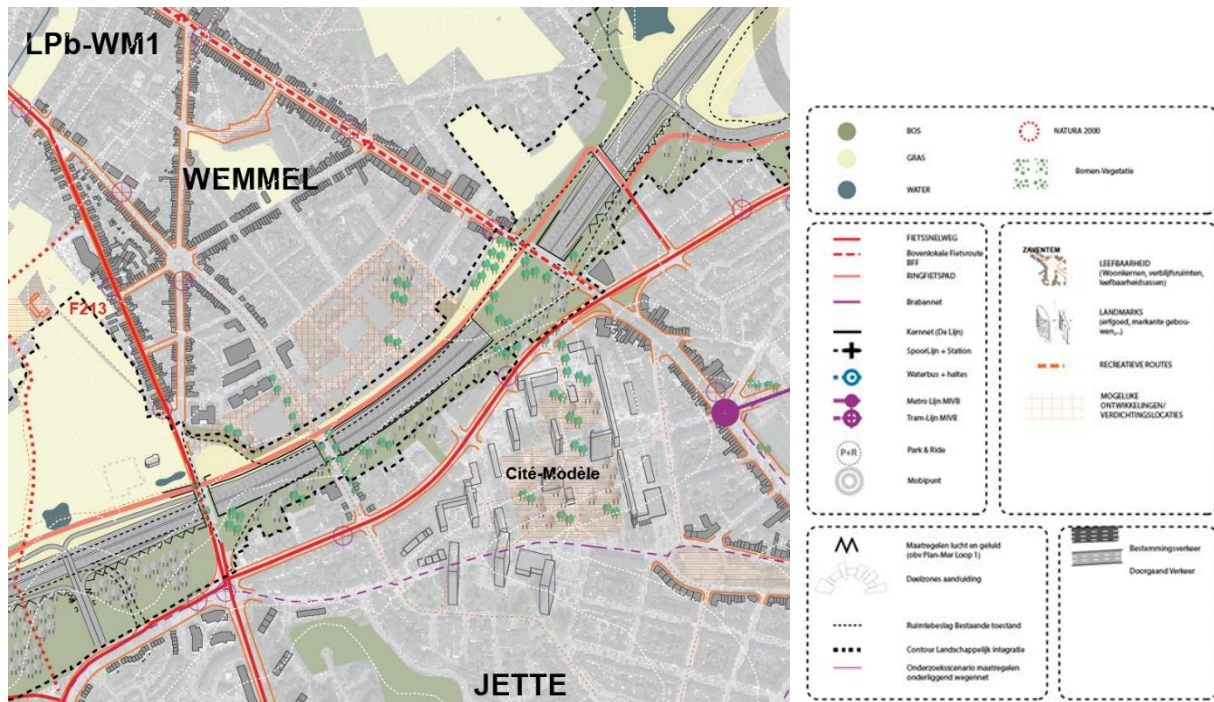 LPb-WM1
WEMMEL
F213
Cité-Modèle
JETTE
BOS
GRAS
WATER
NATURA 2000
Bomen-Vegetatie
FIETSSNELWEG
Bovenlokale Fietsroute
BFF
RINGFIETSPAD
Brabannet
Kernnet (De Lijn)
SpoorLijn + Station
Waterbus + haltes
Metro Lijn MIVB
Tram-Lijn MIVB
P+R
Park & Ride
Mobipunt
ZAVENTEM
LEEFBAARHEID
(Woonkernen, verblijfsruimten,
leefbaarheidsassen)
LANDMARKS
(erfgoed, markante gebou-
wen,..)
RECREATIEVE ROUTES
MOGELIJKE
ONTWIKKELINGEN/
VERDICHTINGSLOCATIES
Maatregelen lucht en geluid
(obv Plan-Mer Loop 1)
Deelzones aanduiding
Ruimtebeslag Bestaande toestand
Contour Landschappelijk integratie
Onderzoeksscenario maatregelen
onderliggend wegennet
Bestemmingsverkeer
Doorgaand Verkeer